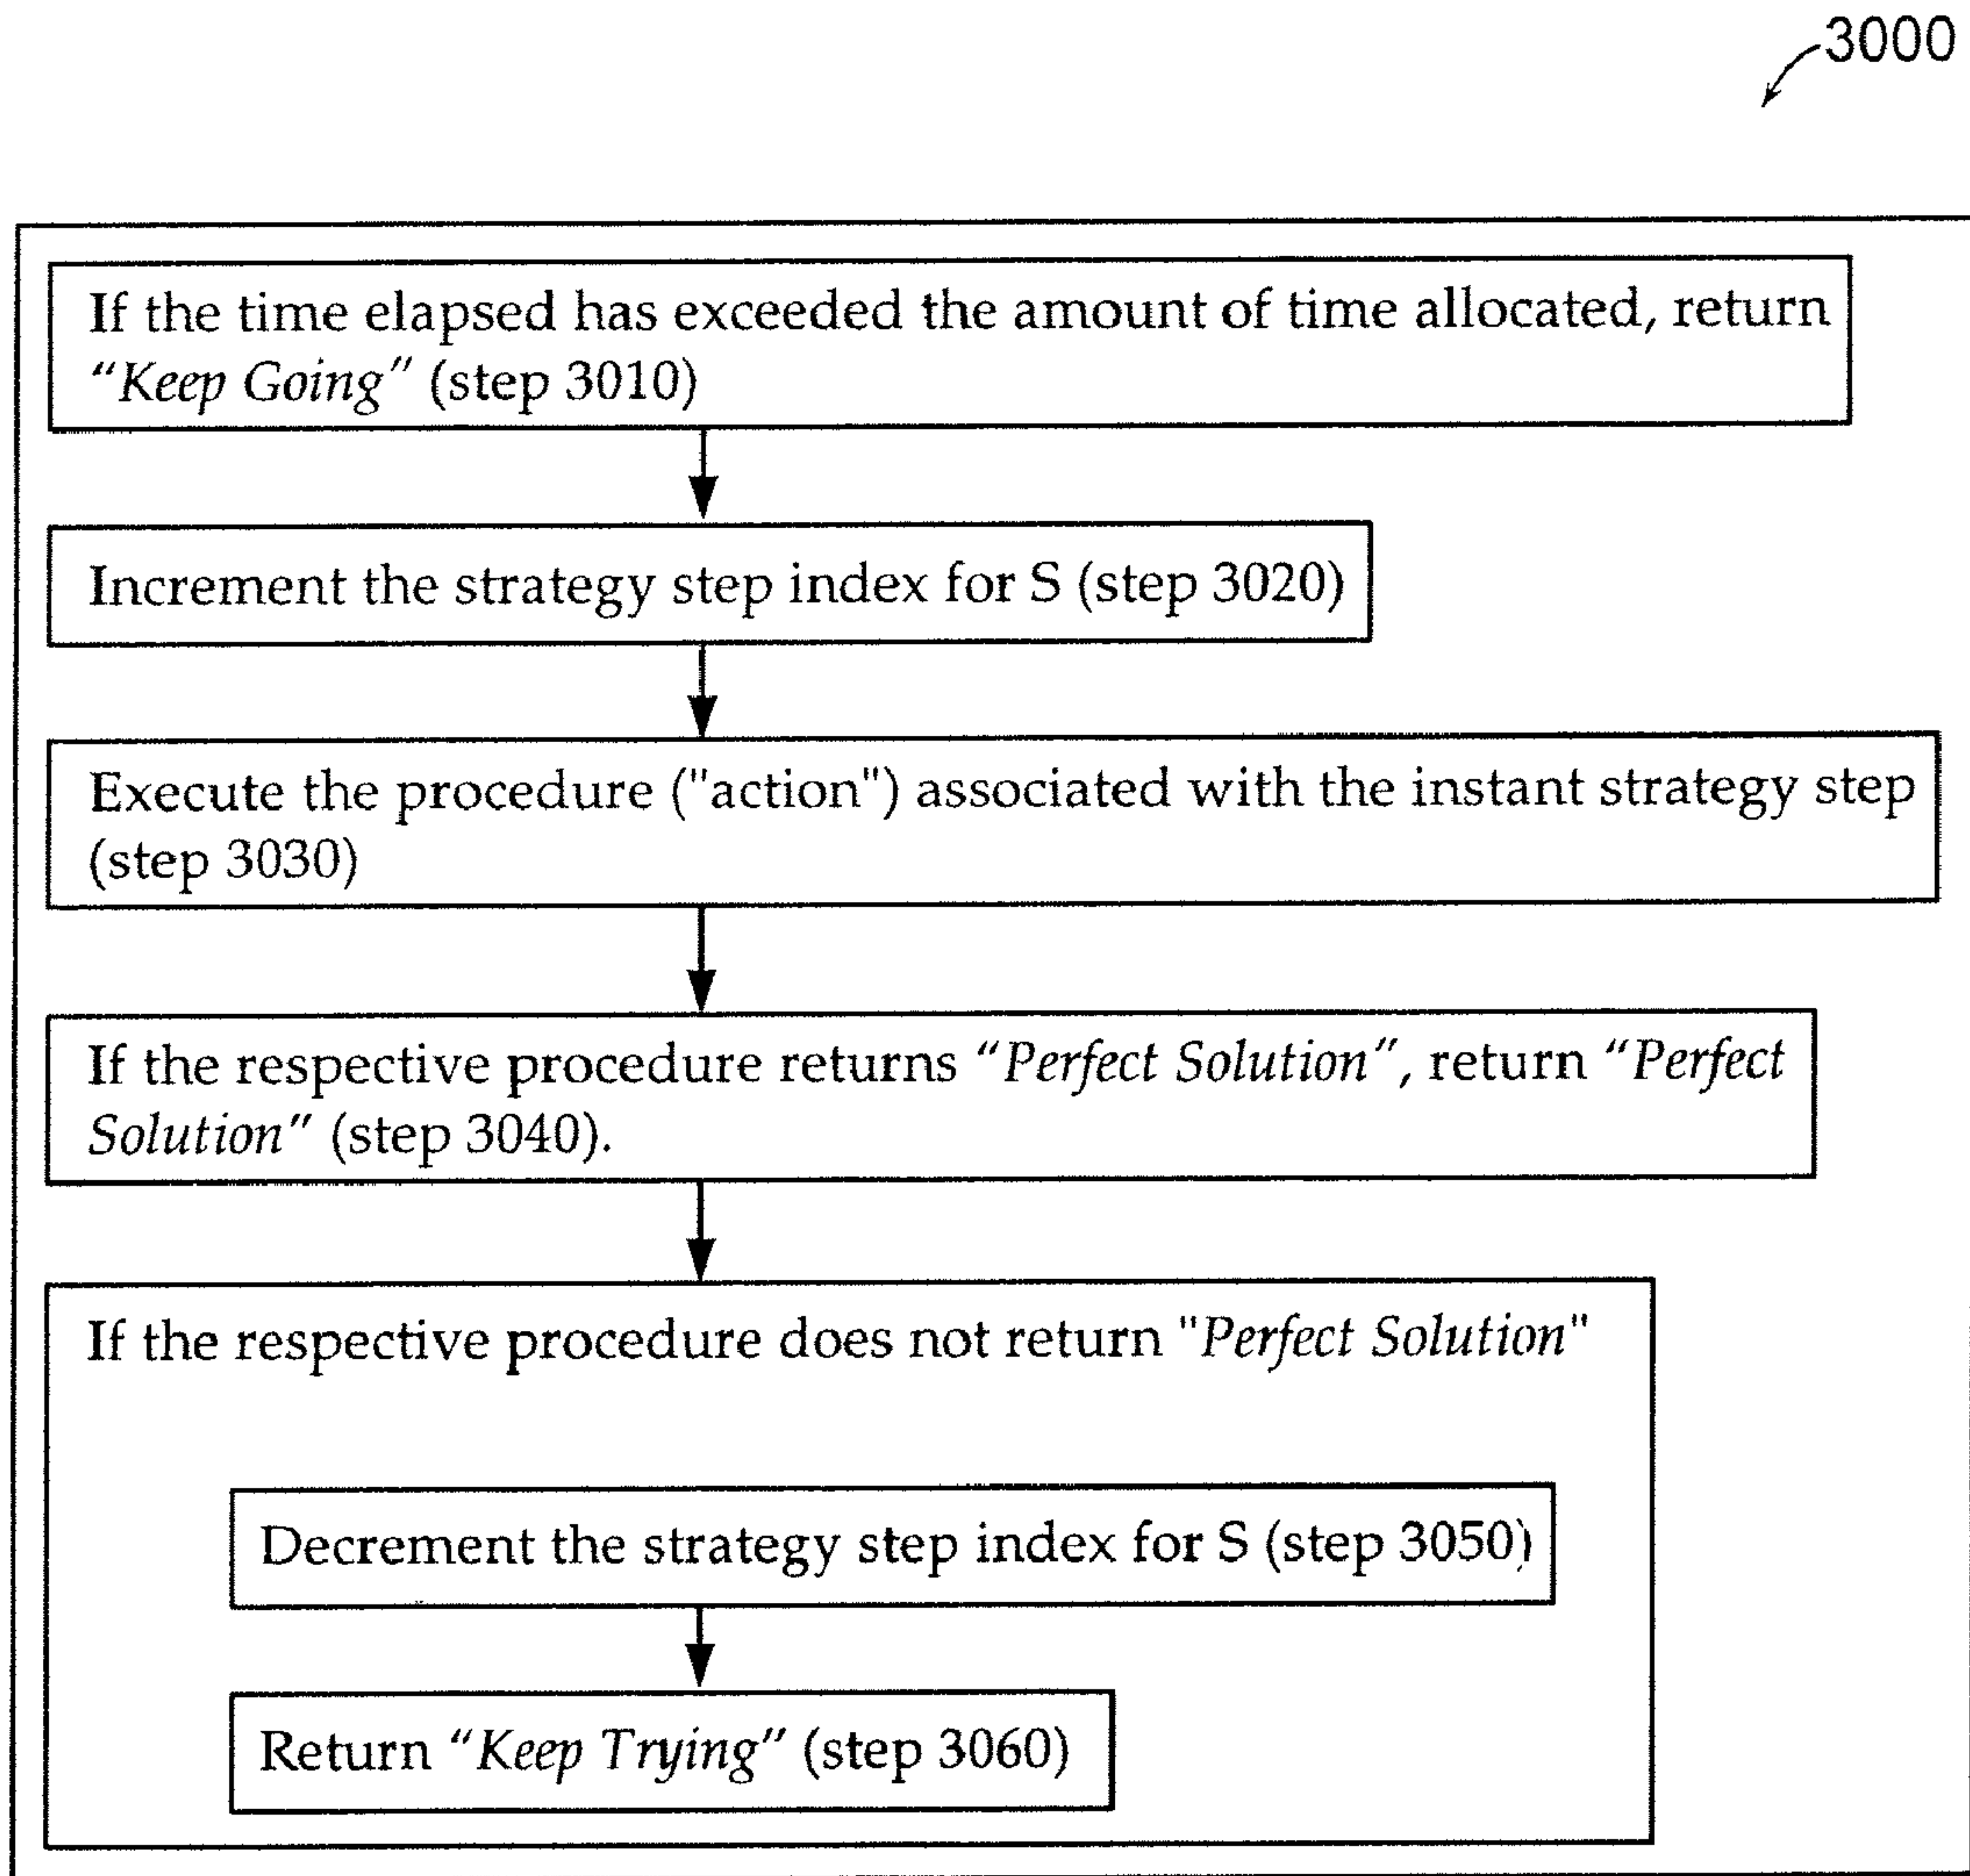 3000
If the time elapsed has exceeded the amount of time allocated, return
“Keep Going” (step 3010)
Increment the strategy step index for S (step 3020)
Execute the procedure ("action") associated with the instant strategy step
(step 3030)
If the respective procedure returns “Perfect Solution”, return “Perfect
Solution” (step 3040).
If the respective procedure does not return "Perfect Solution"
Decrement the strategy step index for S (step 3050)
Return “Keep Trying” (step 3060)